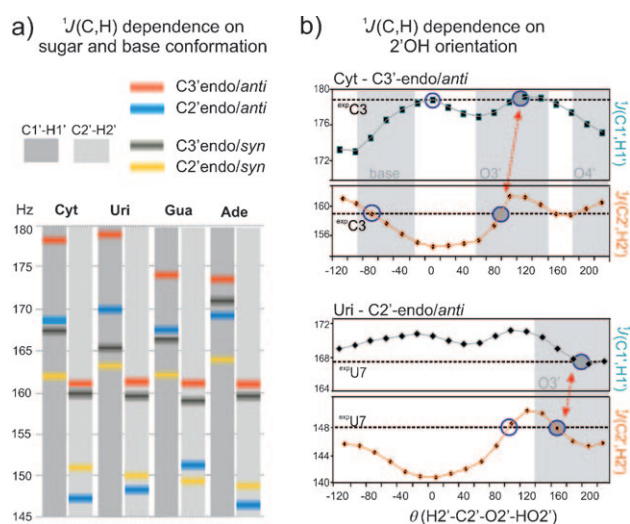 a)
¹J(C,H) dependence on
sugar and base conformation
C3'endo/anti
C2'endo/anti
C1'-H1' C2'-H2'
C3'endo/syn
C2'endo/syn
Hz Cyt Uri Gua Ade
180
175
170
165
160
155
150
145
b)
¹J(C,H) dependence on
2'OH orientation
Cyt - C3'-endo/anti
180
176
172
expC3
base O3' O4'
¹J(C1',H1')
160
156
152
expC3
¹J(C2',H2')
-120 -80 -40 0 40 80 120 160 200
Uri - C2'-endo/anti
172
168
164
expU7
O3'
¹J(C1',H1')
148
144
140
expU7
¹J(C2',H2')
-120 -80 -40 0 40 80 120 160 200
θ (H2'-C2'-O2'-HO2')